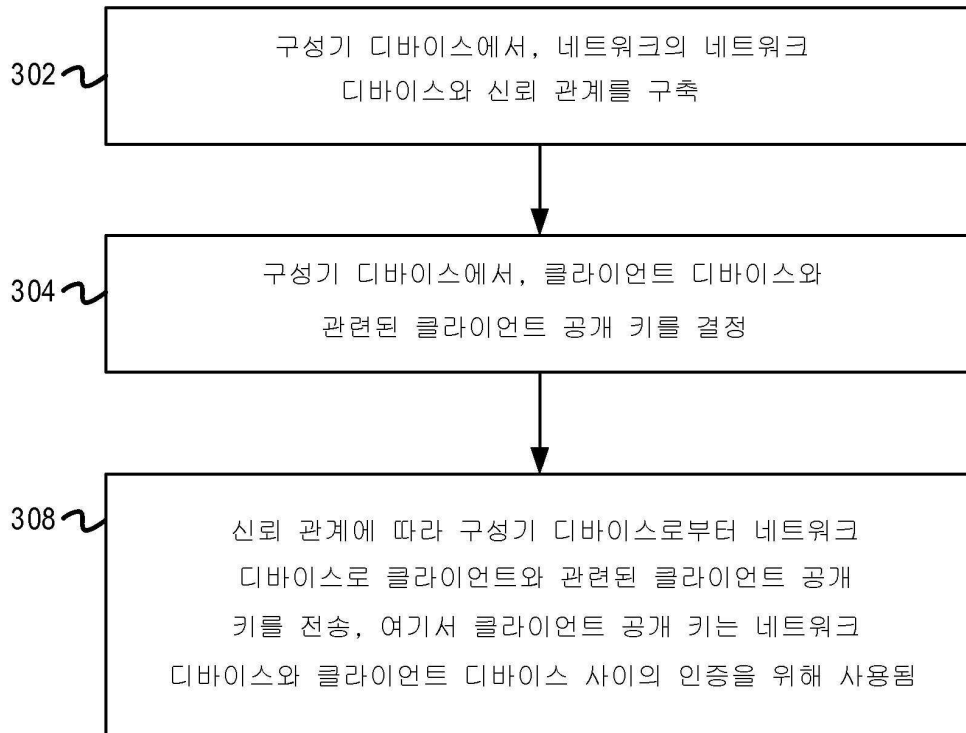 302
구성기 디바이스에서, 네트워크의 네트워크
디바이스와 신뢰 관계를 구축
304
구성기 디바이스에서, 클라이언트 디바이스와
관련된 클라이언트 공개 키를 결정
308
신뢰 관계에 따라 구성기 디바이스로부터 네트워크
디바이스로 클라이언트와 관련된 클라이언트 공개
키를 전송, 여기서 클라이언트 공개 키는 네트워크
디바이스와 클라이언트 디바이스 사이의 인증을 위해 사용됨